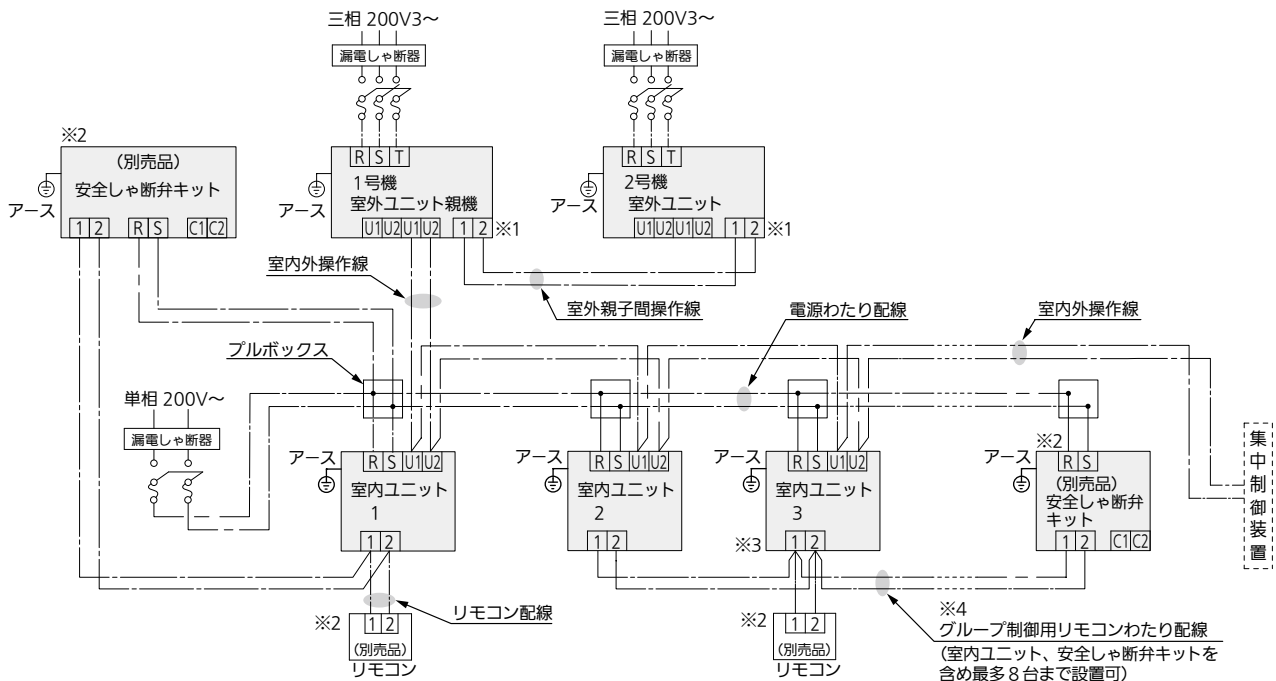 三相 200V3～
三相 200V3～
漏電しゃ断器
漏電しゃ断器
※2
(別売品)
安全しゃ断弁キット
アース
1 2 R S C1 C2
R S T
1号機
室外ユニット親機
アース
U1 U2 U1 U2 1 2 ※1
R S T
2号機
室外ユニット
アース
U1 U2 U1 U2 1 2 ※1
室内外操作線
室外親子間操作線
電源わたり配線
室内外操作線
プルボックス
単相 200V～
漏電しゃ断器
アース
R S U1 U2
室内ユニット
1
1 2
アース
R S U1 U2
室内ユニット
2
1 2
アース
R S U1 U2
室内ユニット
3
※3
1 2
※2
アース
R S
(別売品)
安全しゃ断弁
キット
1 2 C1 C2
集中制御装置
リモコン配線
※2
1 2
(別売品)
リモコン
※2
1 2
(別売品)
リモコン
※4
グループ制御用リモコンわたり配線
(室内ユニット、安全しゃ断弁キットを
含め最多8台まで設置可)